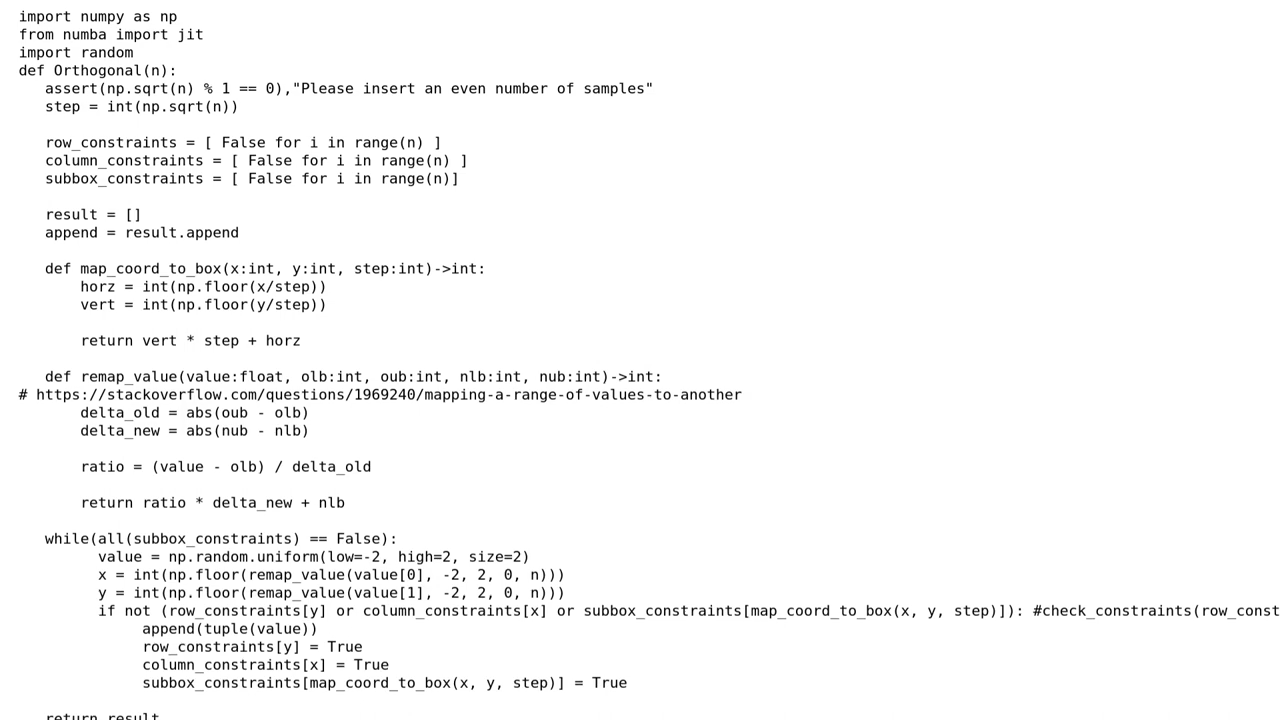 import numpy as np
from numba import jit
import random
def Orthogonal(n):
   assert(np.sqrt(n) % 1 == 0),"Please insert an even number of samples"
   step = int(np.sqrt(n))

   row_constraints = [ False for i in range(n) ]
   column_constraints = [ False for i in range(n) ]
   subbox_constraints = [ False for i in range(n)]

   result = []
   append = result.append

   def map_coord_to_box(x:int, y:int, step:int)->int:
       horz = int(np.floor(x/step))
       vert = int(np.floor(y/step))

       return vert * step + horz

   def remap_value(value:float, olb:int, oub:int, nlb:int, nub:int)->int:
# https://stackoverflow.com/questions/1969240/mapping-a-range-of-values-to-another
       delta_old = abs(oub - olb)
       delta_new = abs(nub - nlb)

       ratio = (value - olb) / delta_old

       return ratio * delta_new + nlb

   while(all(subbox_constraints) == False):
         value = np.random.uniform(low=-2, high=2, size=2)
         x = int(np.floor(remap_value(value[0], -2, 2, 0, n)))
         y = int(np.floor(remap_value(value[1], -2, 2, 0, n)))
         if not (row_constraints[y] or column_constraints[x] or subbox_constraints[map_coord_to_box(x, y, step)]): #check_constraints(row_const
              append(tuple(value))
              row_constraints[y] = True
              column_constraints[x] = True
              subbox_constraints[map_coord_to_box(x, y, step)] = True

   return result